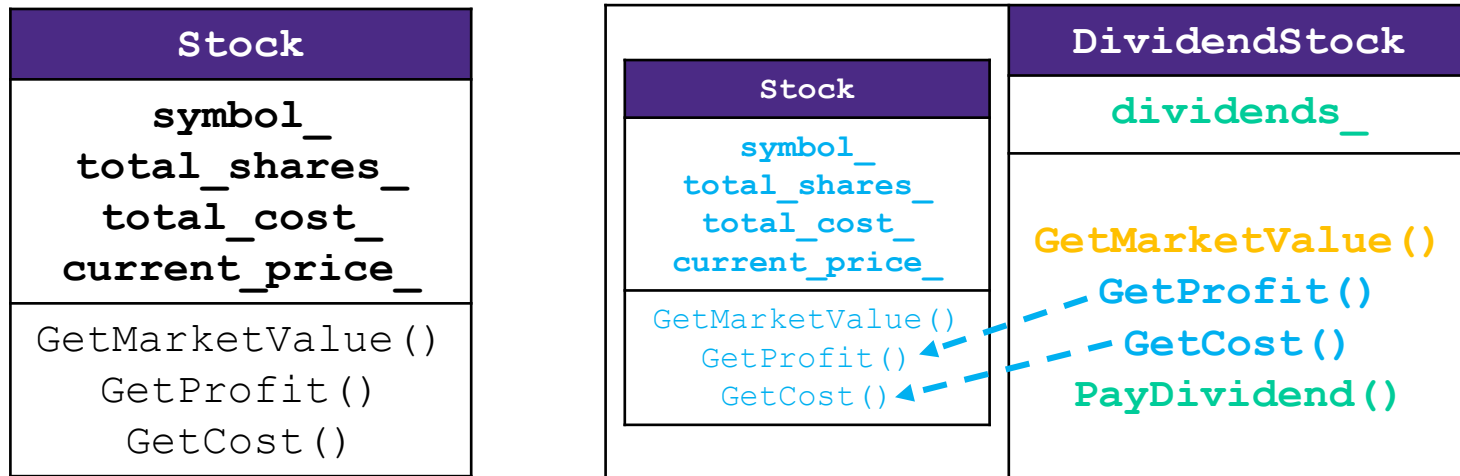 Stock
symbol_
total_shares_
total_cost_
current_price_
GetMarketValue()
GetProfit()
GetCost()
Stock
symbol_
total_shares_
total_cost_
current_price_
GetMarketValue()
GetProfit()
GetCost()
DividendStock
dividends_
GetMarketValue()
GetProfit()
GetCost()
PayDividend()